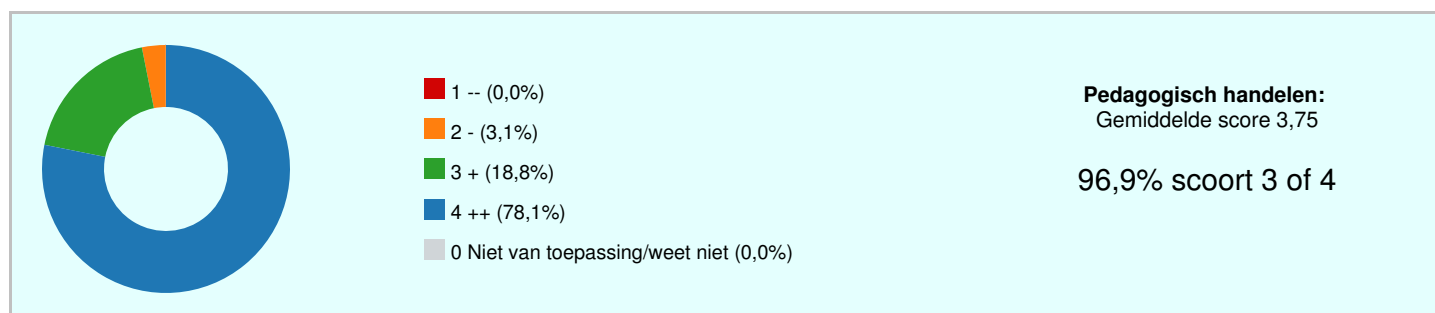 1 -- (0,0%)
2 - (3,1%)
3 + (18,8%)
4 ++ (78,1%)
0 Niet van toepassing/weet niet (0,0%)
Pedagogisch handelen:
Gemiddelde score 3,75
96,9% scoort 3 of 4